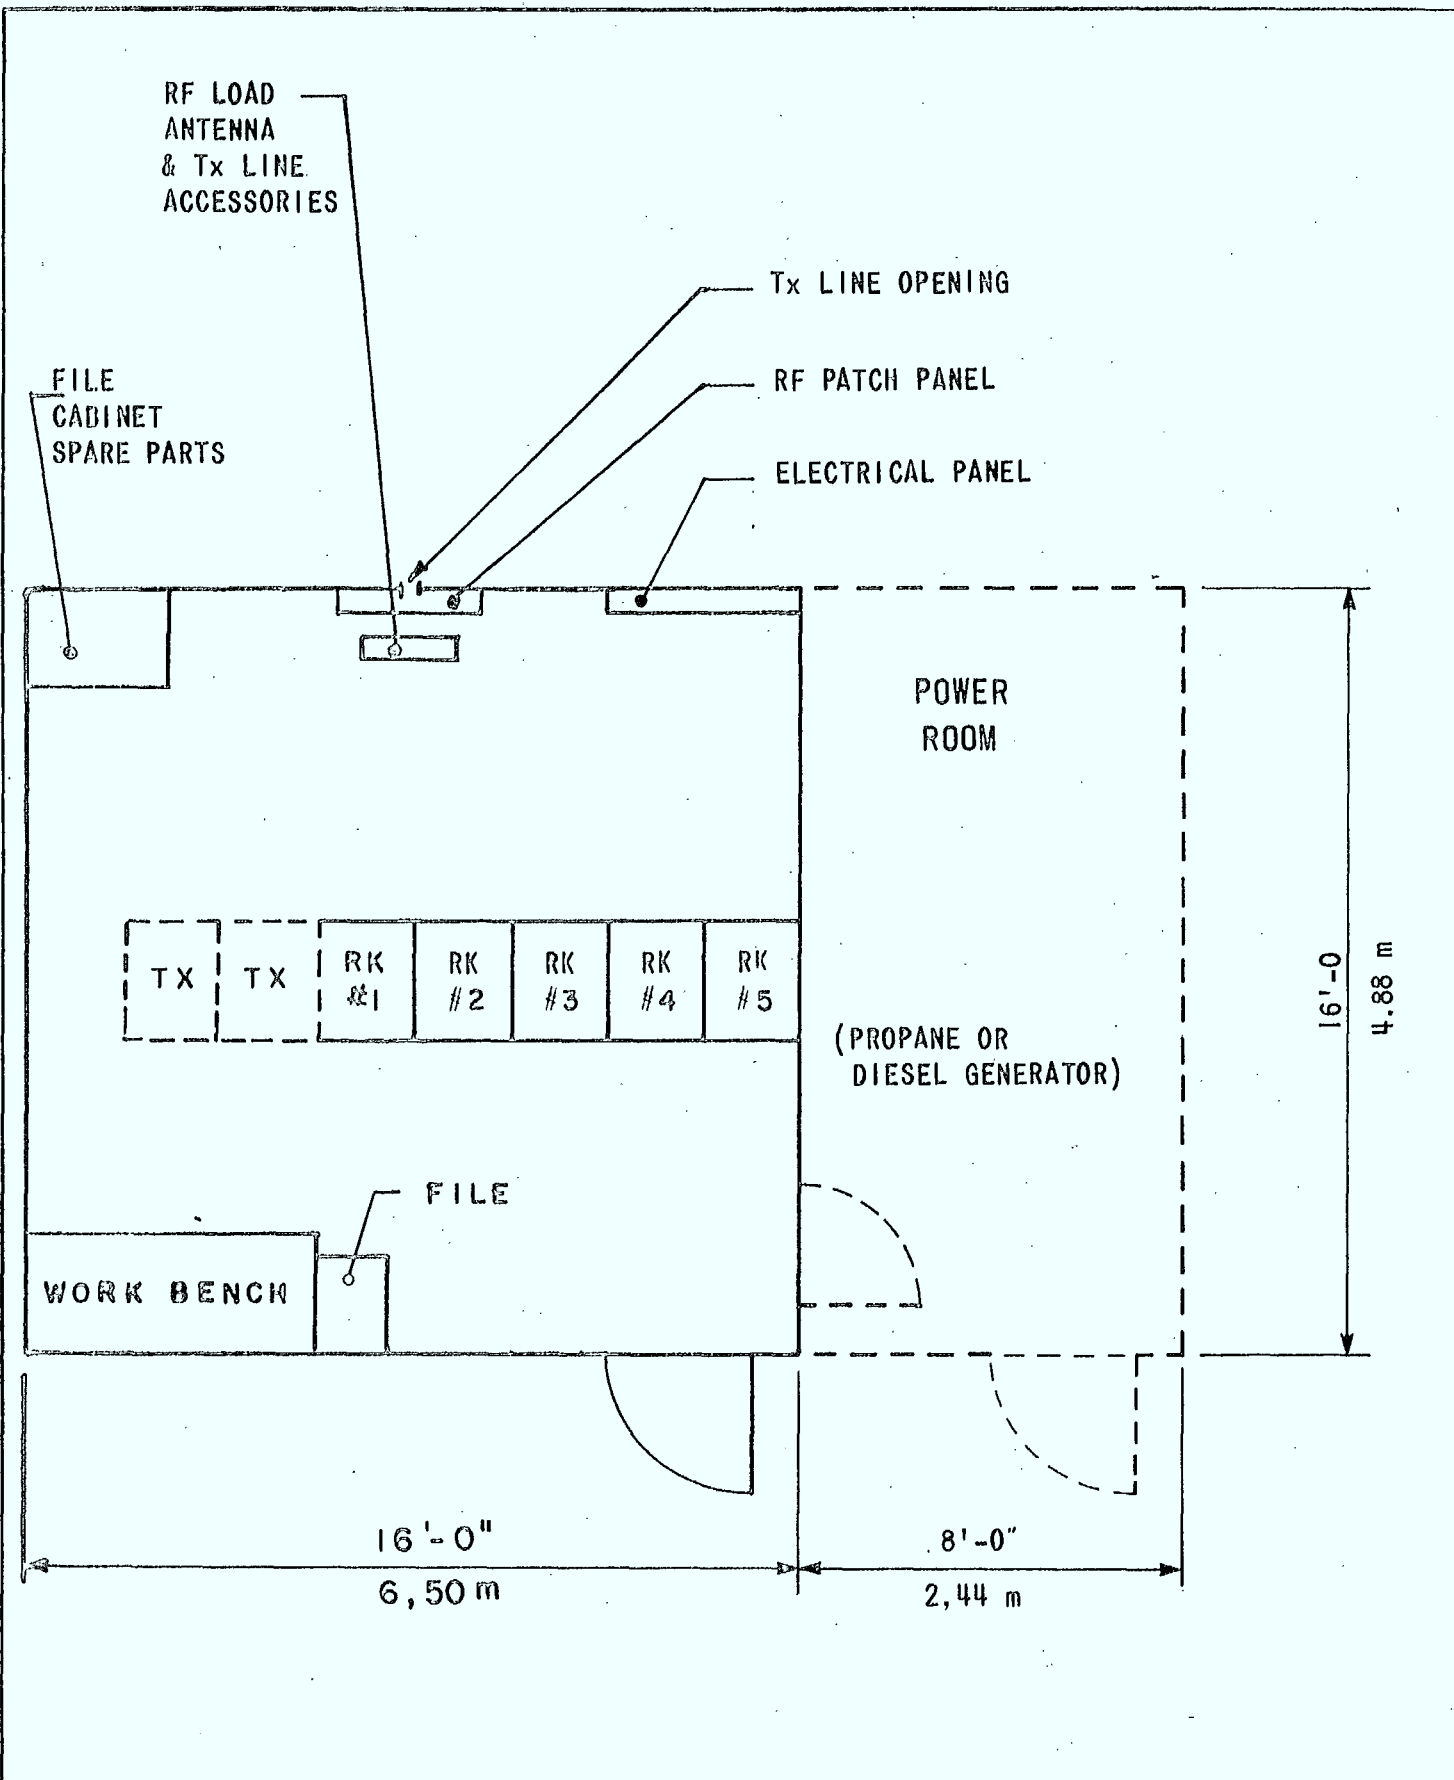 RF LOAD
ANTENNA
& Tx LINE
ACCESSORIES
Tx LINE OPENING
FILE
CABINET
SPARE PARTS
RF PATCH PANEL
ELECTRICAL PANEL
POWER
ROOM
TX
TX
RK
#1
RK
#2
RK
#3
RK
#4
RK
#5
(PROPANE OR
DIESEL GENERATOR)
16'-0
4.88 m
FILE
WORK BENCH
16'-0"
6,50 m
8'-0"
2,44 m